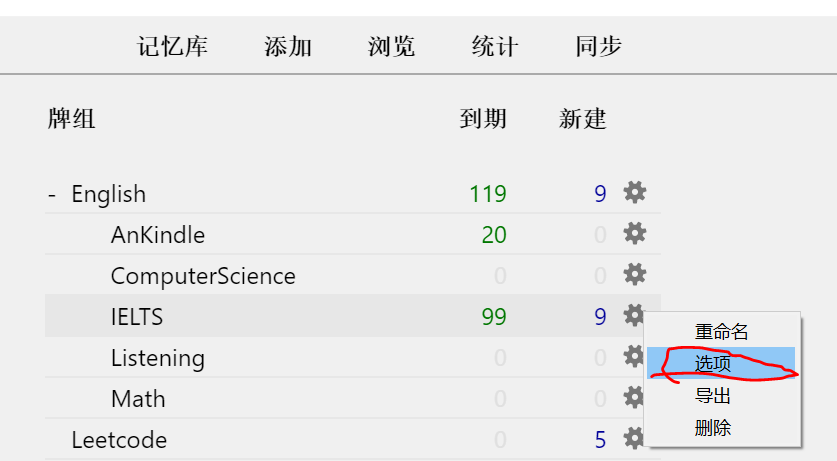 记忆库 添加 浏览 统计 同步
牌组 到期 新建
- English 119 9
AnKindle 20 0
ComputerScience 0 0
IELTS 99 9
重命名
Listening 0 0
选项
Math 0 0
导出
Leetcode 0 5
删除